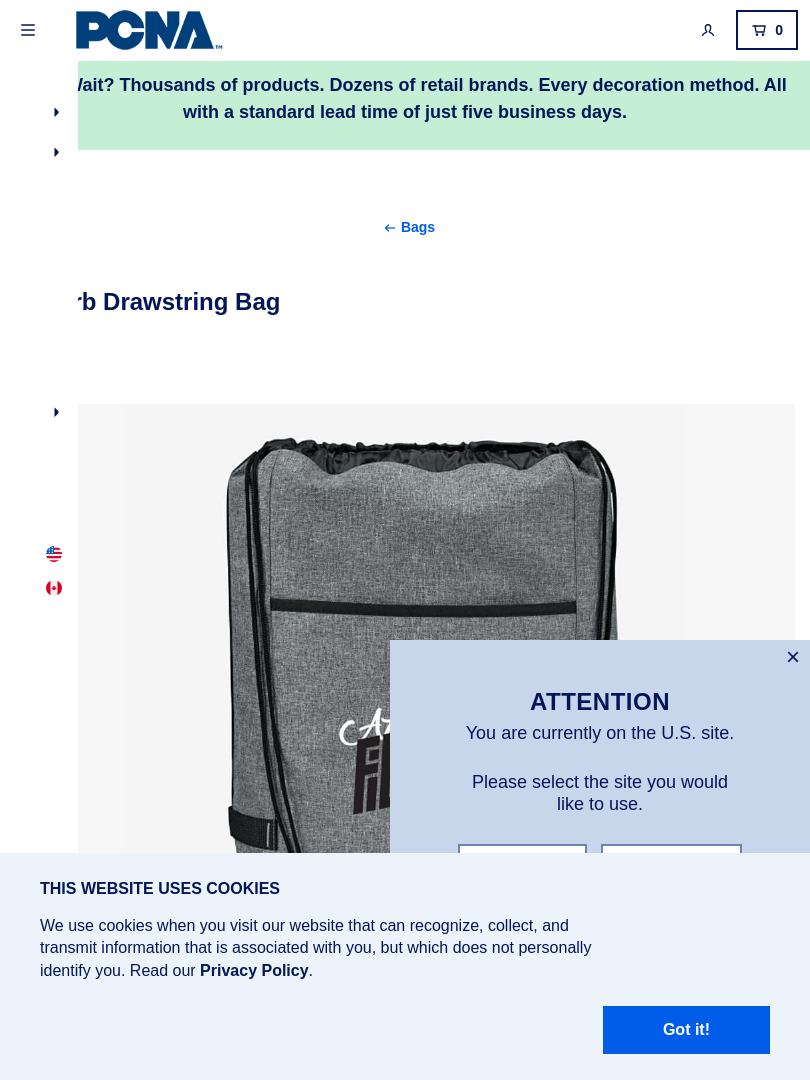 PCNA™
0
Wait? Thousands of products. Dozens of retail brands. Every decoration method. All
with a standard lead time of just five business days.
← Bags
Drawstring Bag
ATTENTION
You are currently on the U.S. site.
Please select the site you would
like to use.
THIS WEBSITE USES COOKIES
We use cookies when you visit our website that can recognize, collect, and
transmit information that is associated with you, but which does not personally
identify you. Read our Privacy Policy.
Got it!